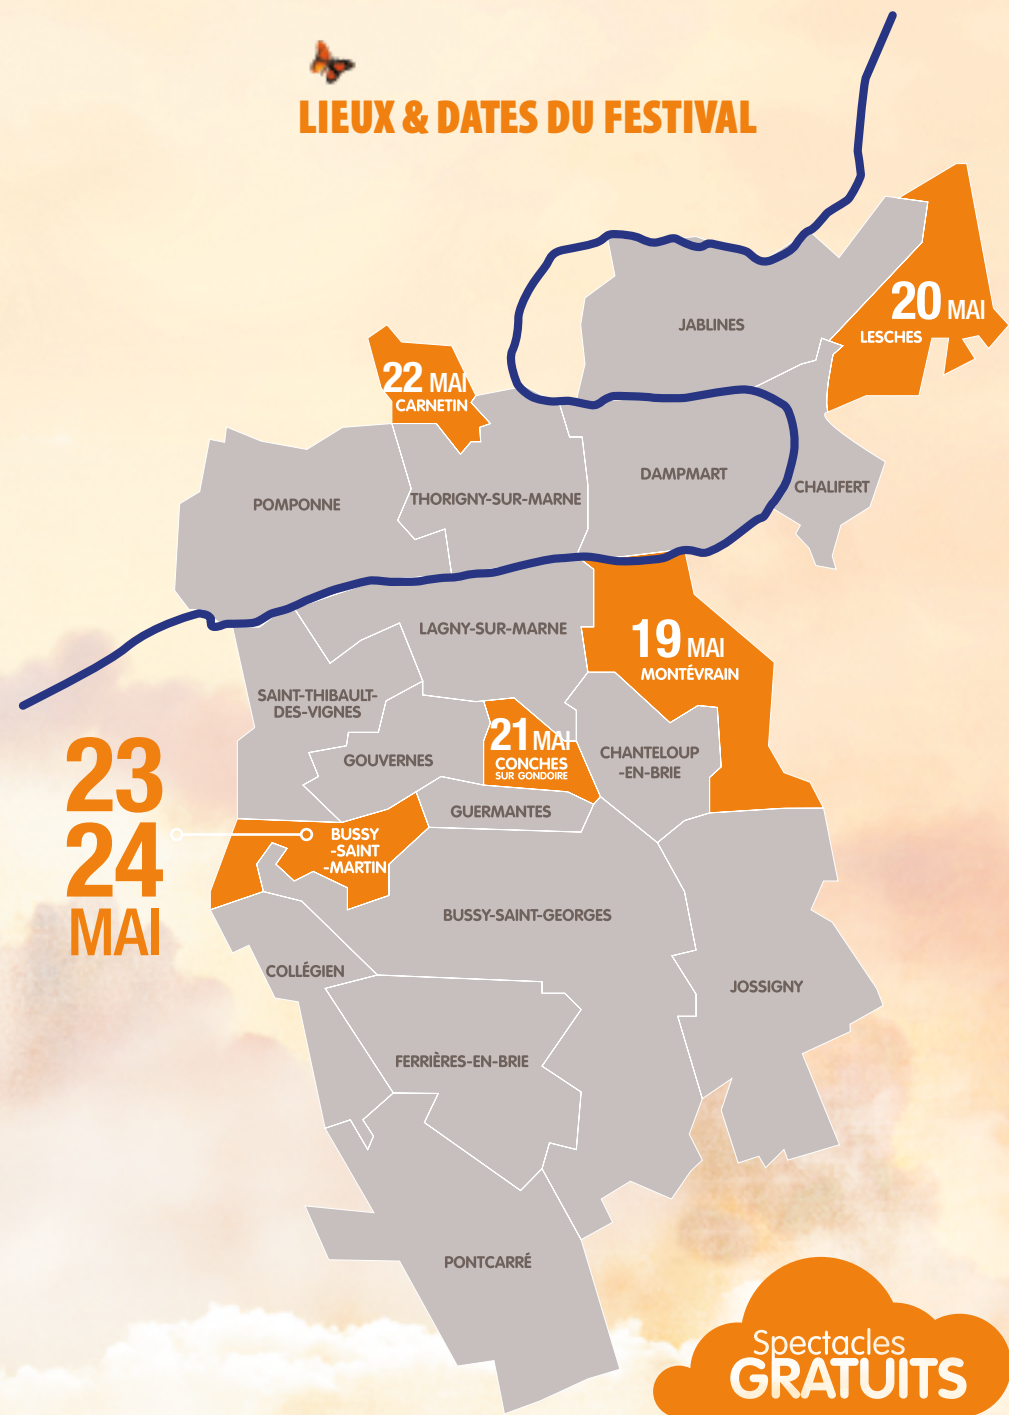 LIEUX & DATES DU FESTIVAL
20 MAI
LESCHES
JABLINES
22 MAI
CARNETIN
DAMPMART
CHALIFERT
THORIGNY-SUR-MARNE
POMPONNE
LAGNY-SUR-MARNE
19 MAI
MONTÉVRAIN
SAINT-THIBAULT-
DES-VIGNES
21 MAI
CONCHES
SUR GONDOIRE
GOUVERNES
CHANTELOUP
-EN-BRIE
GUERMANTES
23
24
MAI
BUSSY
-SAINT
-MARTIN
BUSSY-SAINT-GEORGES
COLLÉGIEN
JOSSIGNY
FERRIÈRES-EN-BRIE
PONTCARRÉ
Spectacles
GRATUITS